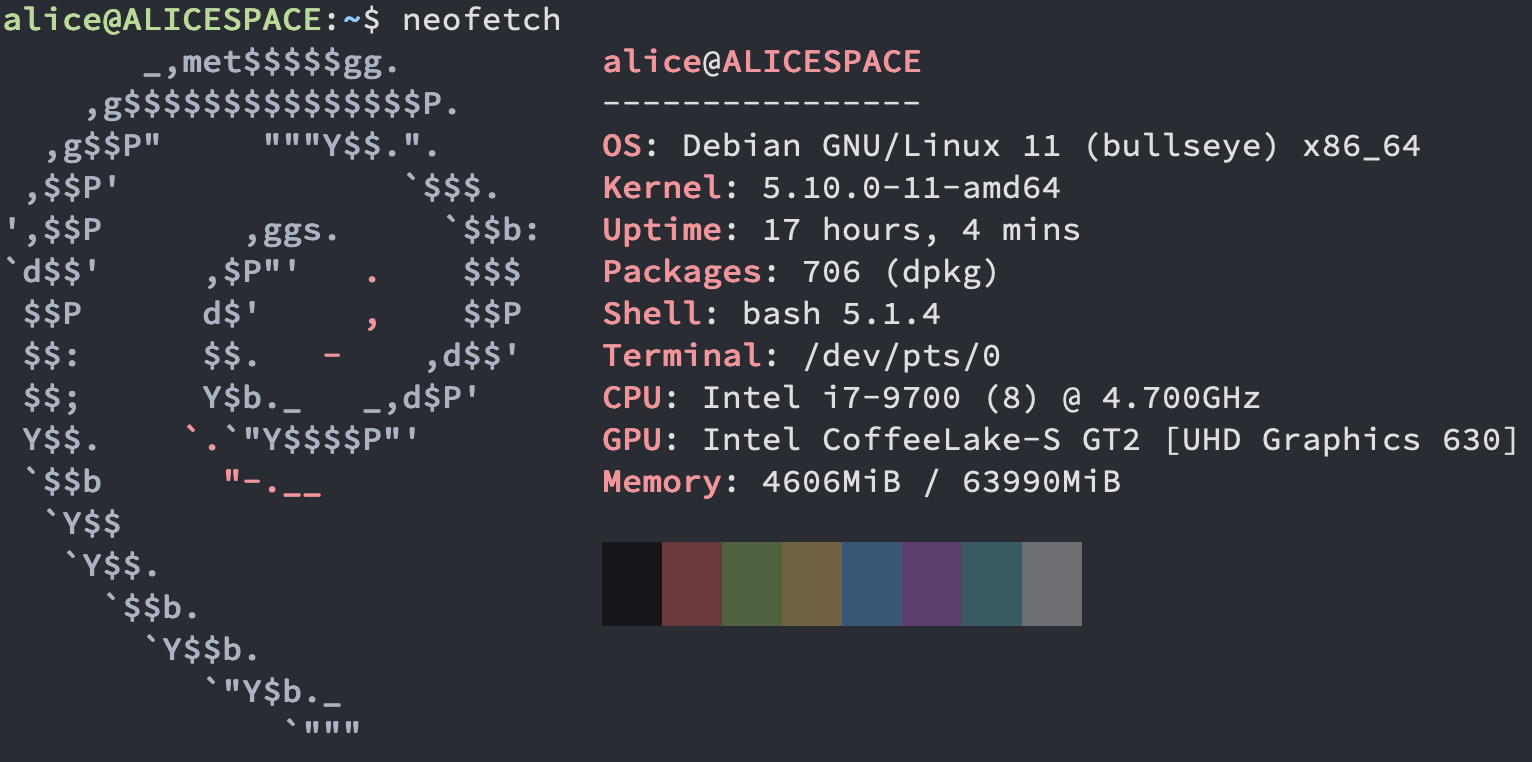 alice@ALICESPACE:~$ neofetch
       _,met$$$$$gg.          alice@ALICESPACE
    ,g$$$$$$$$$$$$$$$P.       ----------------
  ,g$$P"     """Y$$.".        OS: Debian GNU/Linux 11 (bullseye) x86_64
 ,$$P'              `$$$.     Kernel: 5.10.0-11-amd64
',$$P       ,ggs.     `$$b:   Uptime: 17 hours, 4 mins
`d$$'     ,$P"'   .    $$$    Packages: 706 (dpkg)
 $$P      d$'     ,    $$P    Shell: bash 5.1.4
 $$:      $$.   -    ,d$$'    Terminal: /dev/pts/0
 $$;      Y$b._   _,d$P'      CPU: Intel i7-9700 (8) @ 4.700GHz
 Y$$.    `.`"Y$$$$P"'         GPU: Intel CoffeeLake-S GT2 [UHD Graphics 630]
 `$$b      "-.__              Memory: 4606MiB / 63990MiB
  `Y$$
   `Y$$.
     `$$b.
       `Y$$b.
          `"Y$b._
              `"""